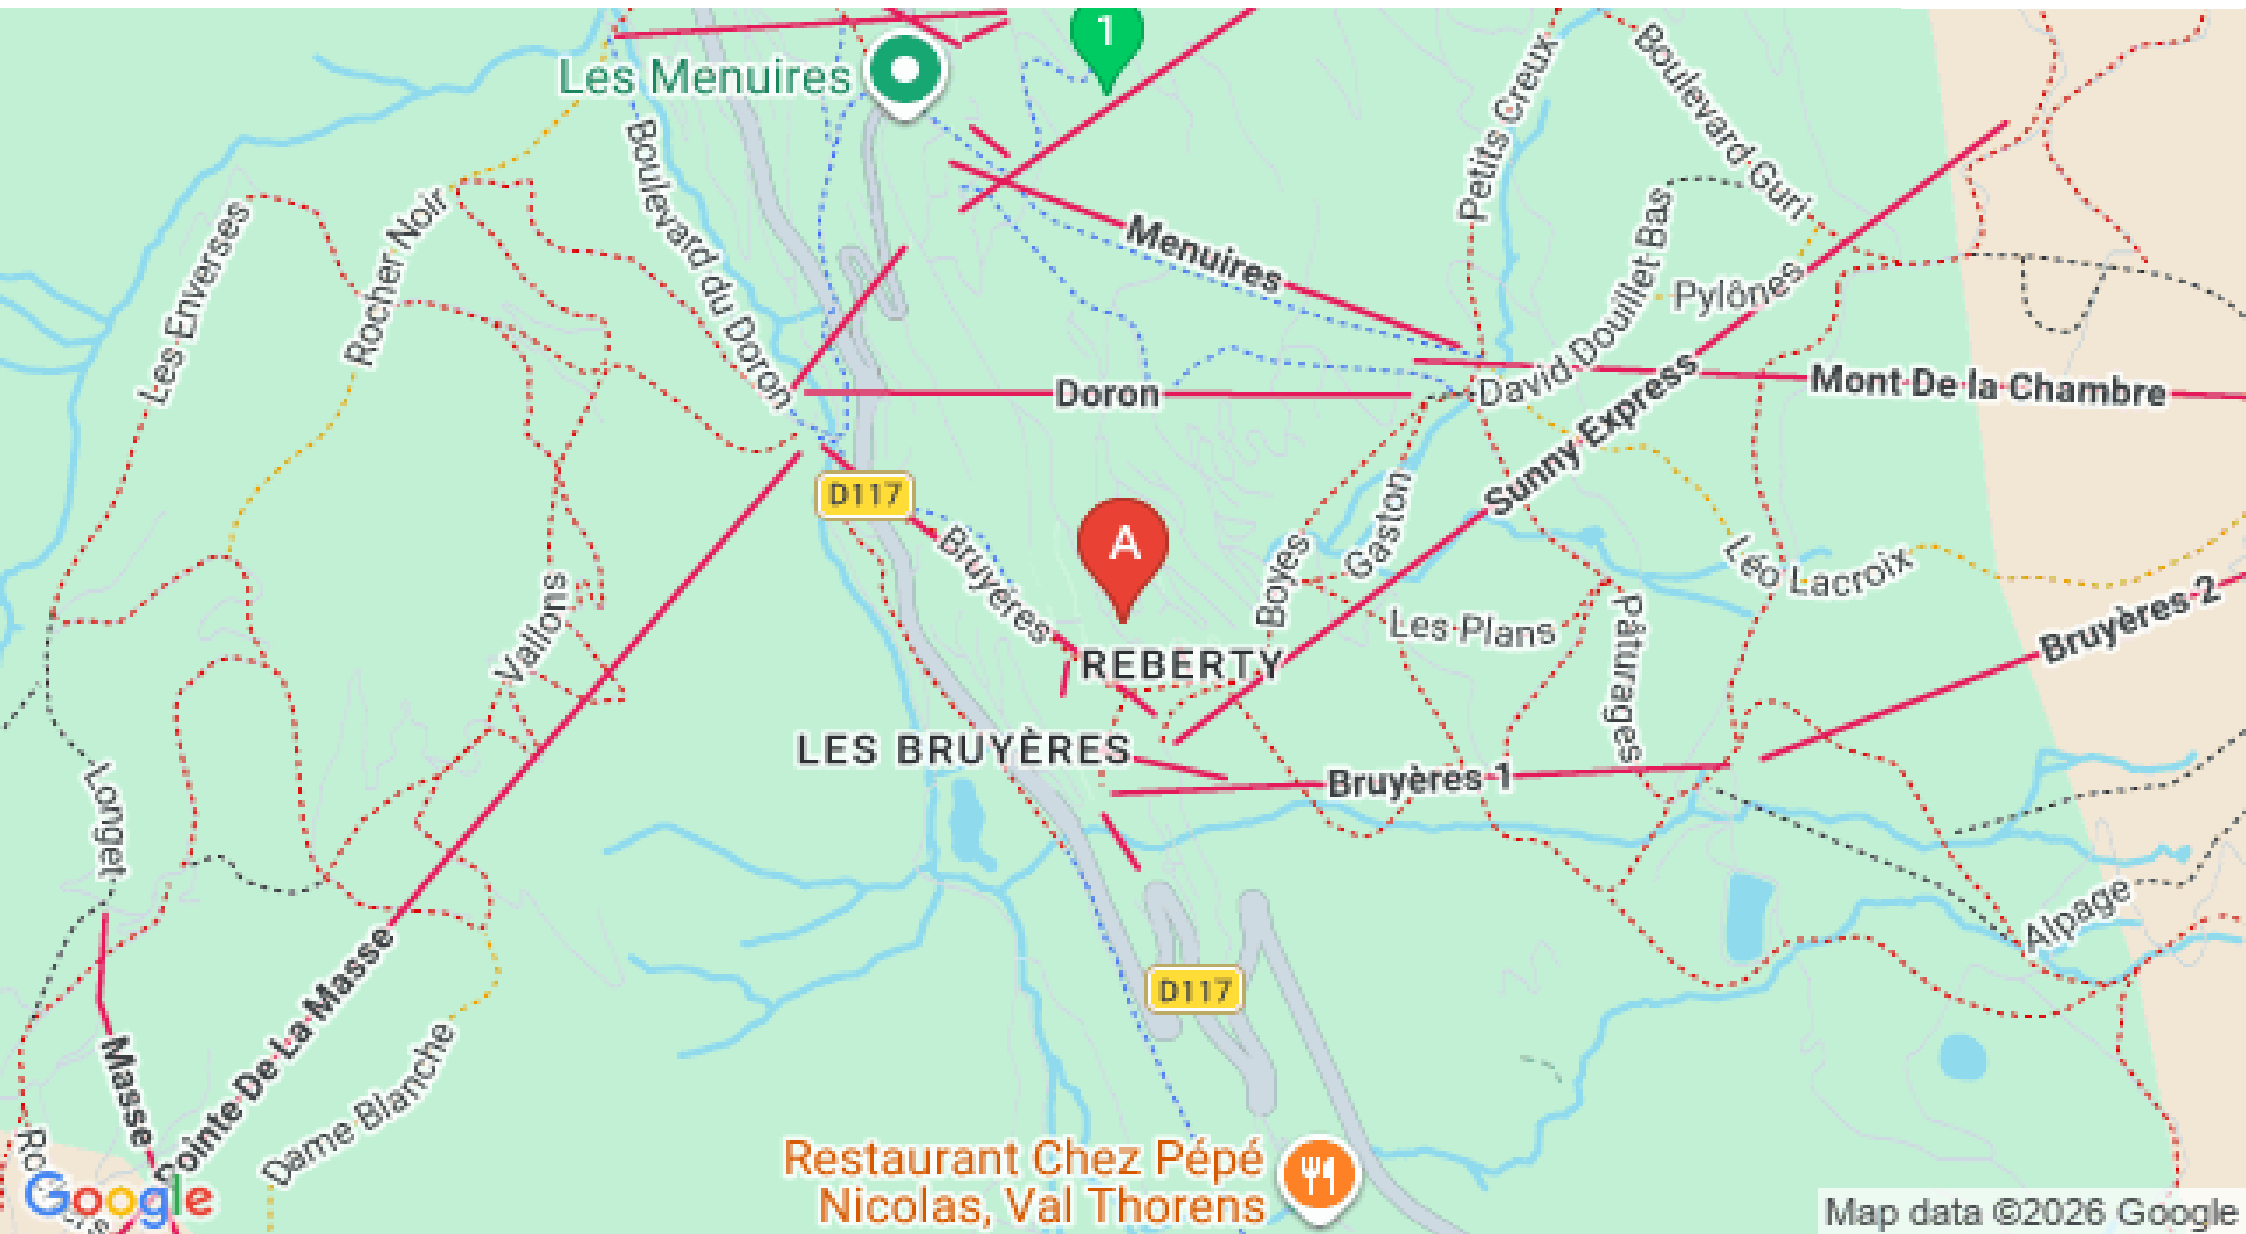 1
Les Menuires
Boulevard du Doron
Petits Creux
Boulevard Guri
Les Enverses
Rocher Noir
Menuires
David Douillet Bas
Pylônes
Doron
Mont De la Chambre
Sunny Express
D117
A
Bruyères
Gaston
Boyes
Léo Lacroix
Les Plans
Vallons
Pâturages
Bruyères 2
REBERTY
LES BRUYÈRES
Bruyères 1
Longet
Alpage
Pointe De La Masse
Masse
D117
Dame Blanche
Restaurant Chez Pépé
Nicolas, Val Thorens
Google
Map data ©2026 Google